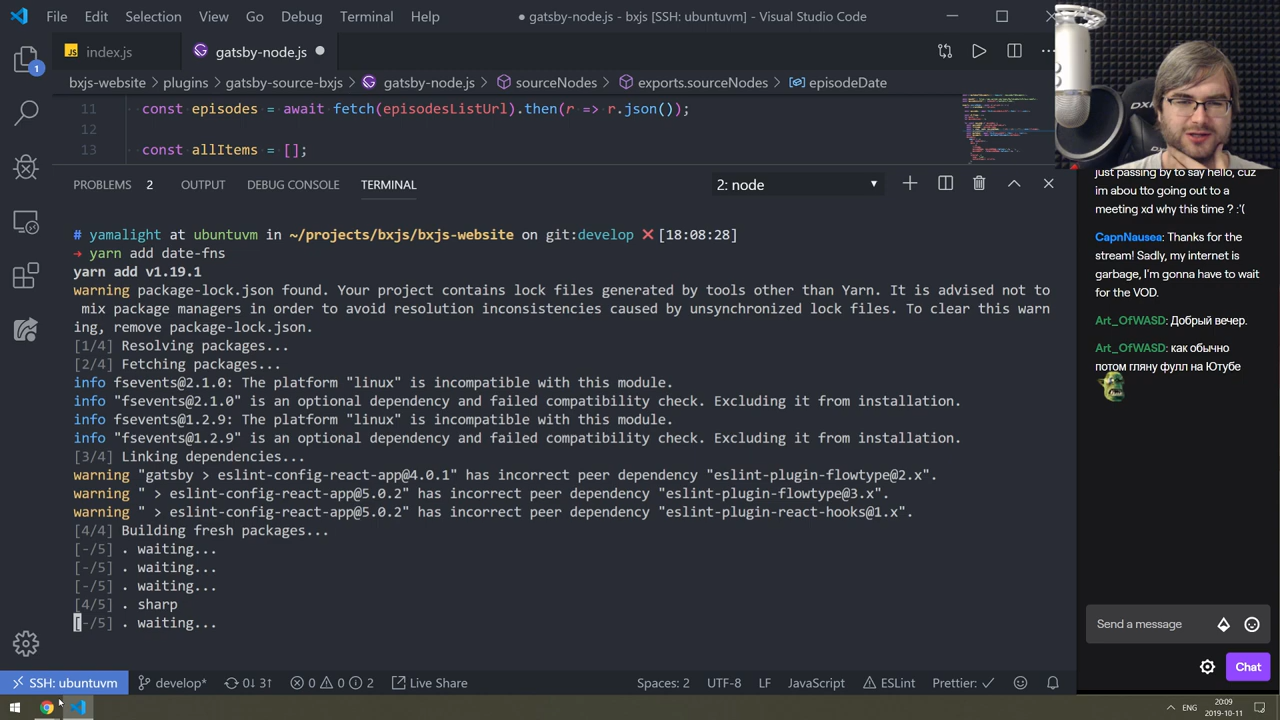 File Edit Selection View Go Debug Terminal Help
● gatsby-node.js - bxjs [SSH: ubuntuvm] - Visual Studio Code
JS index.js
gatsby-node.js ●
bxjs-website > plugins > gatsby-source-bxjs > gatsby-node.js > sourceNodes > exports.sourceNodes > episodeDate
11 const episodes = await fetch(episodesListUrl).then(r => r.json());
12
13 const allItems = [];
PROBLEMS 2 OUTPUT DEBUG CONSOLE TERMINAL 2: node
# yamalight at ubuntuvm in ~/projects/bxjs/bxjs-website on git:develop ✗ [18:08:28]
→ yarn add date-fns
yarn add v1.19.1
warning package-lock.json found. Your project contains lock files generated by tools other than Yarn. It is advised not to
mix package managers in order to avoid resolution inconsistencies caused by unsynchronized lock files. To clear this warn
ing, remove package-lock.json.
[1/4] Resolving packages...
[2/4] Fetching packages...
info fsevents@2.1.0: The platform "linux" is incompatible with this module.
info "fsevents@2.1.0" is an optional dependency and failed compatibility check. Excluding it from installation.
info fsevents@1.2.9: The platform "linux" is incompatible with this module.
info "fsevents@1.2.9" is an optional dependency and failed compatibility check. Excluding it from installation.
[3/4] Linking dependencies...
warning "gatsby > eslint-config-react-app@4.0.1" has incorrect peer dependency "eslint-plugin-flowtype@2.x".
warning " > eslint-config-react-app@5.0.2" has incorrect peer dependency "eslint-plugin-flowtype@3.x".
warning " > eslint-config-react-app@5.0.2" has incorrect peer dependency "eslint-plugin-react-hooks@1.x".
[4/4] Building fresh packages...
[-/5] . waiting...
[-/5] . waiting...
[-/5] . waiting...
[4/5] . sharp
[-/5] . waiting...
1
SSH: ubuntuvm develop* 0↓ 3↑ 0 0 2 Live Share Spaces: 2 UTF-8 LF JavaScript ESLint Prettier: ✓
ENG 20:09
2019-10-11
just passing by to say hello, cuz
im abou tto going out to a
meeting xd why this time ? :'(
CapnNausea: Thanks for the
stream! Sadly, my internet is
garbage, I'm gonna have to wait
for the VOD.
Art_OfWASD: Добрый вечер.
Art_OfWASD: как обычно
потом гляну фулл на Ютубе
Send a message
Chat